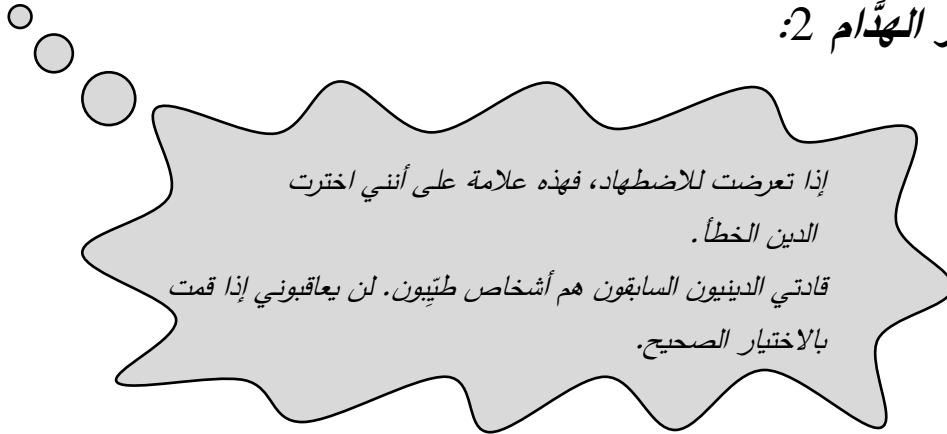 الهدَّام 2:
إذا تعرضت للاضطهاد، فهذه علامة على أنني اخترت
الدين الخطأ.
قادتي الدينيون السابقون هم أشخاص طيِّبون. لن يعاقبوني إذا قمت
بالاختيار الصحيح.